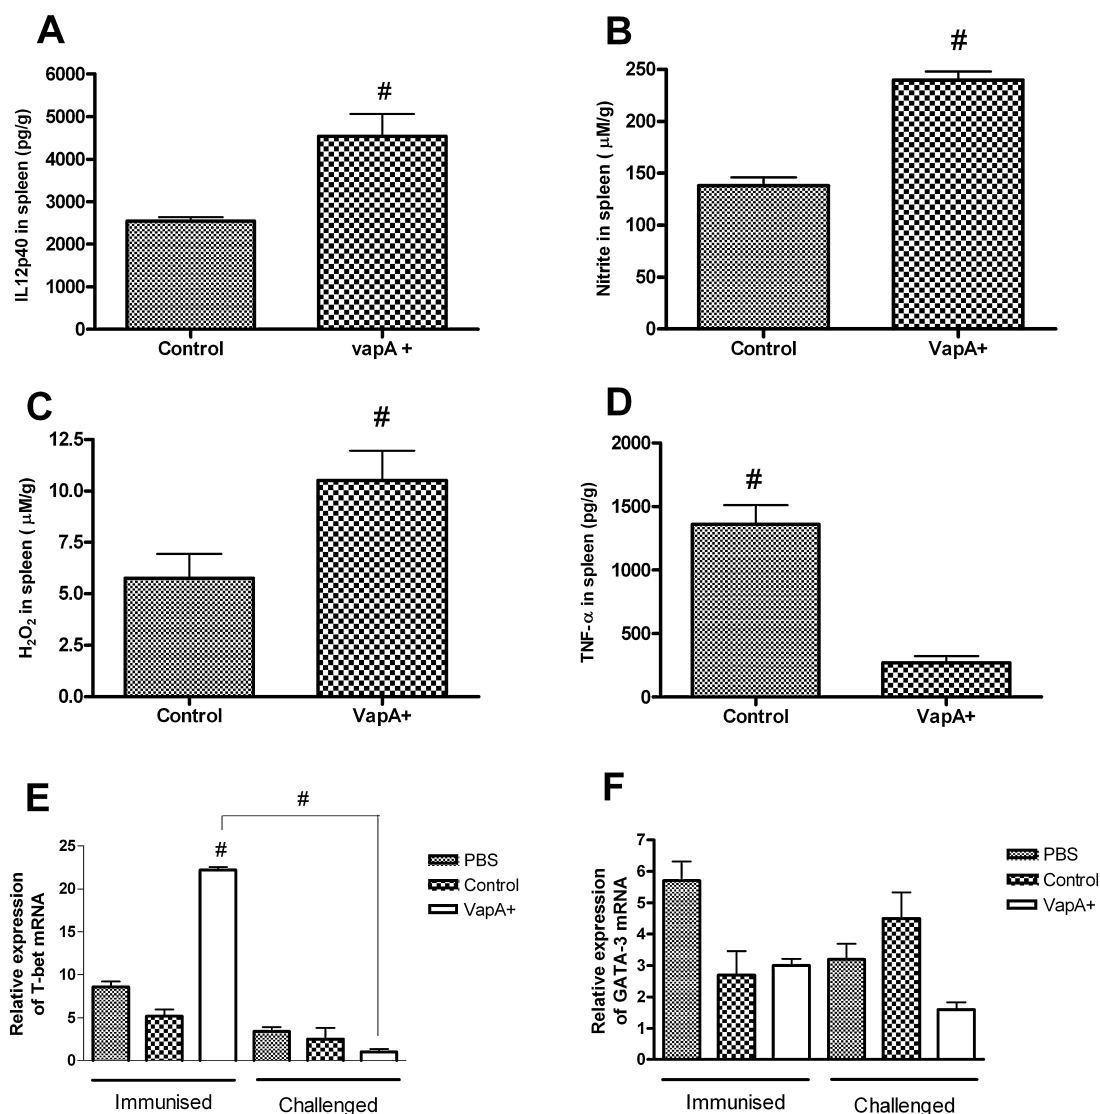 A
IL12p40 in spleen (pg/g)
6000
5000
4000
3000
2000
1000
0
#
Control
vapA +
B
Nitrite in spleen ( μM/g)
250
200
150
100
50
0
#
Control
VapA+
C
H₂O₂ in spleen ( μM/g)
12.5
10.0
7.5
5.0
2.5
0.0
#
Control
VapA+
D
TNF-α in spleen (pg/g)
2000
1500
1000
500
0
#
Control
VapA+
E
Relative expression
of T-bet mRNA
25
20
15
10
5
0
#
#
PBS
Control
VapA+
Immunised
Challenged
F
Relative expression
of GATA-3 mRNA
7
6
5
4
3
2
1
0
PBS
Control
VapA+
Immunised
Challenged